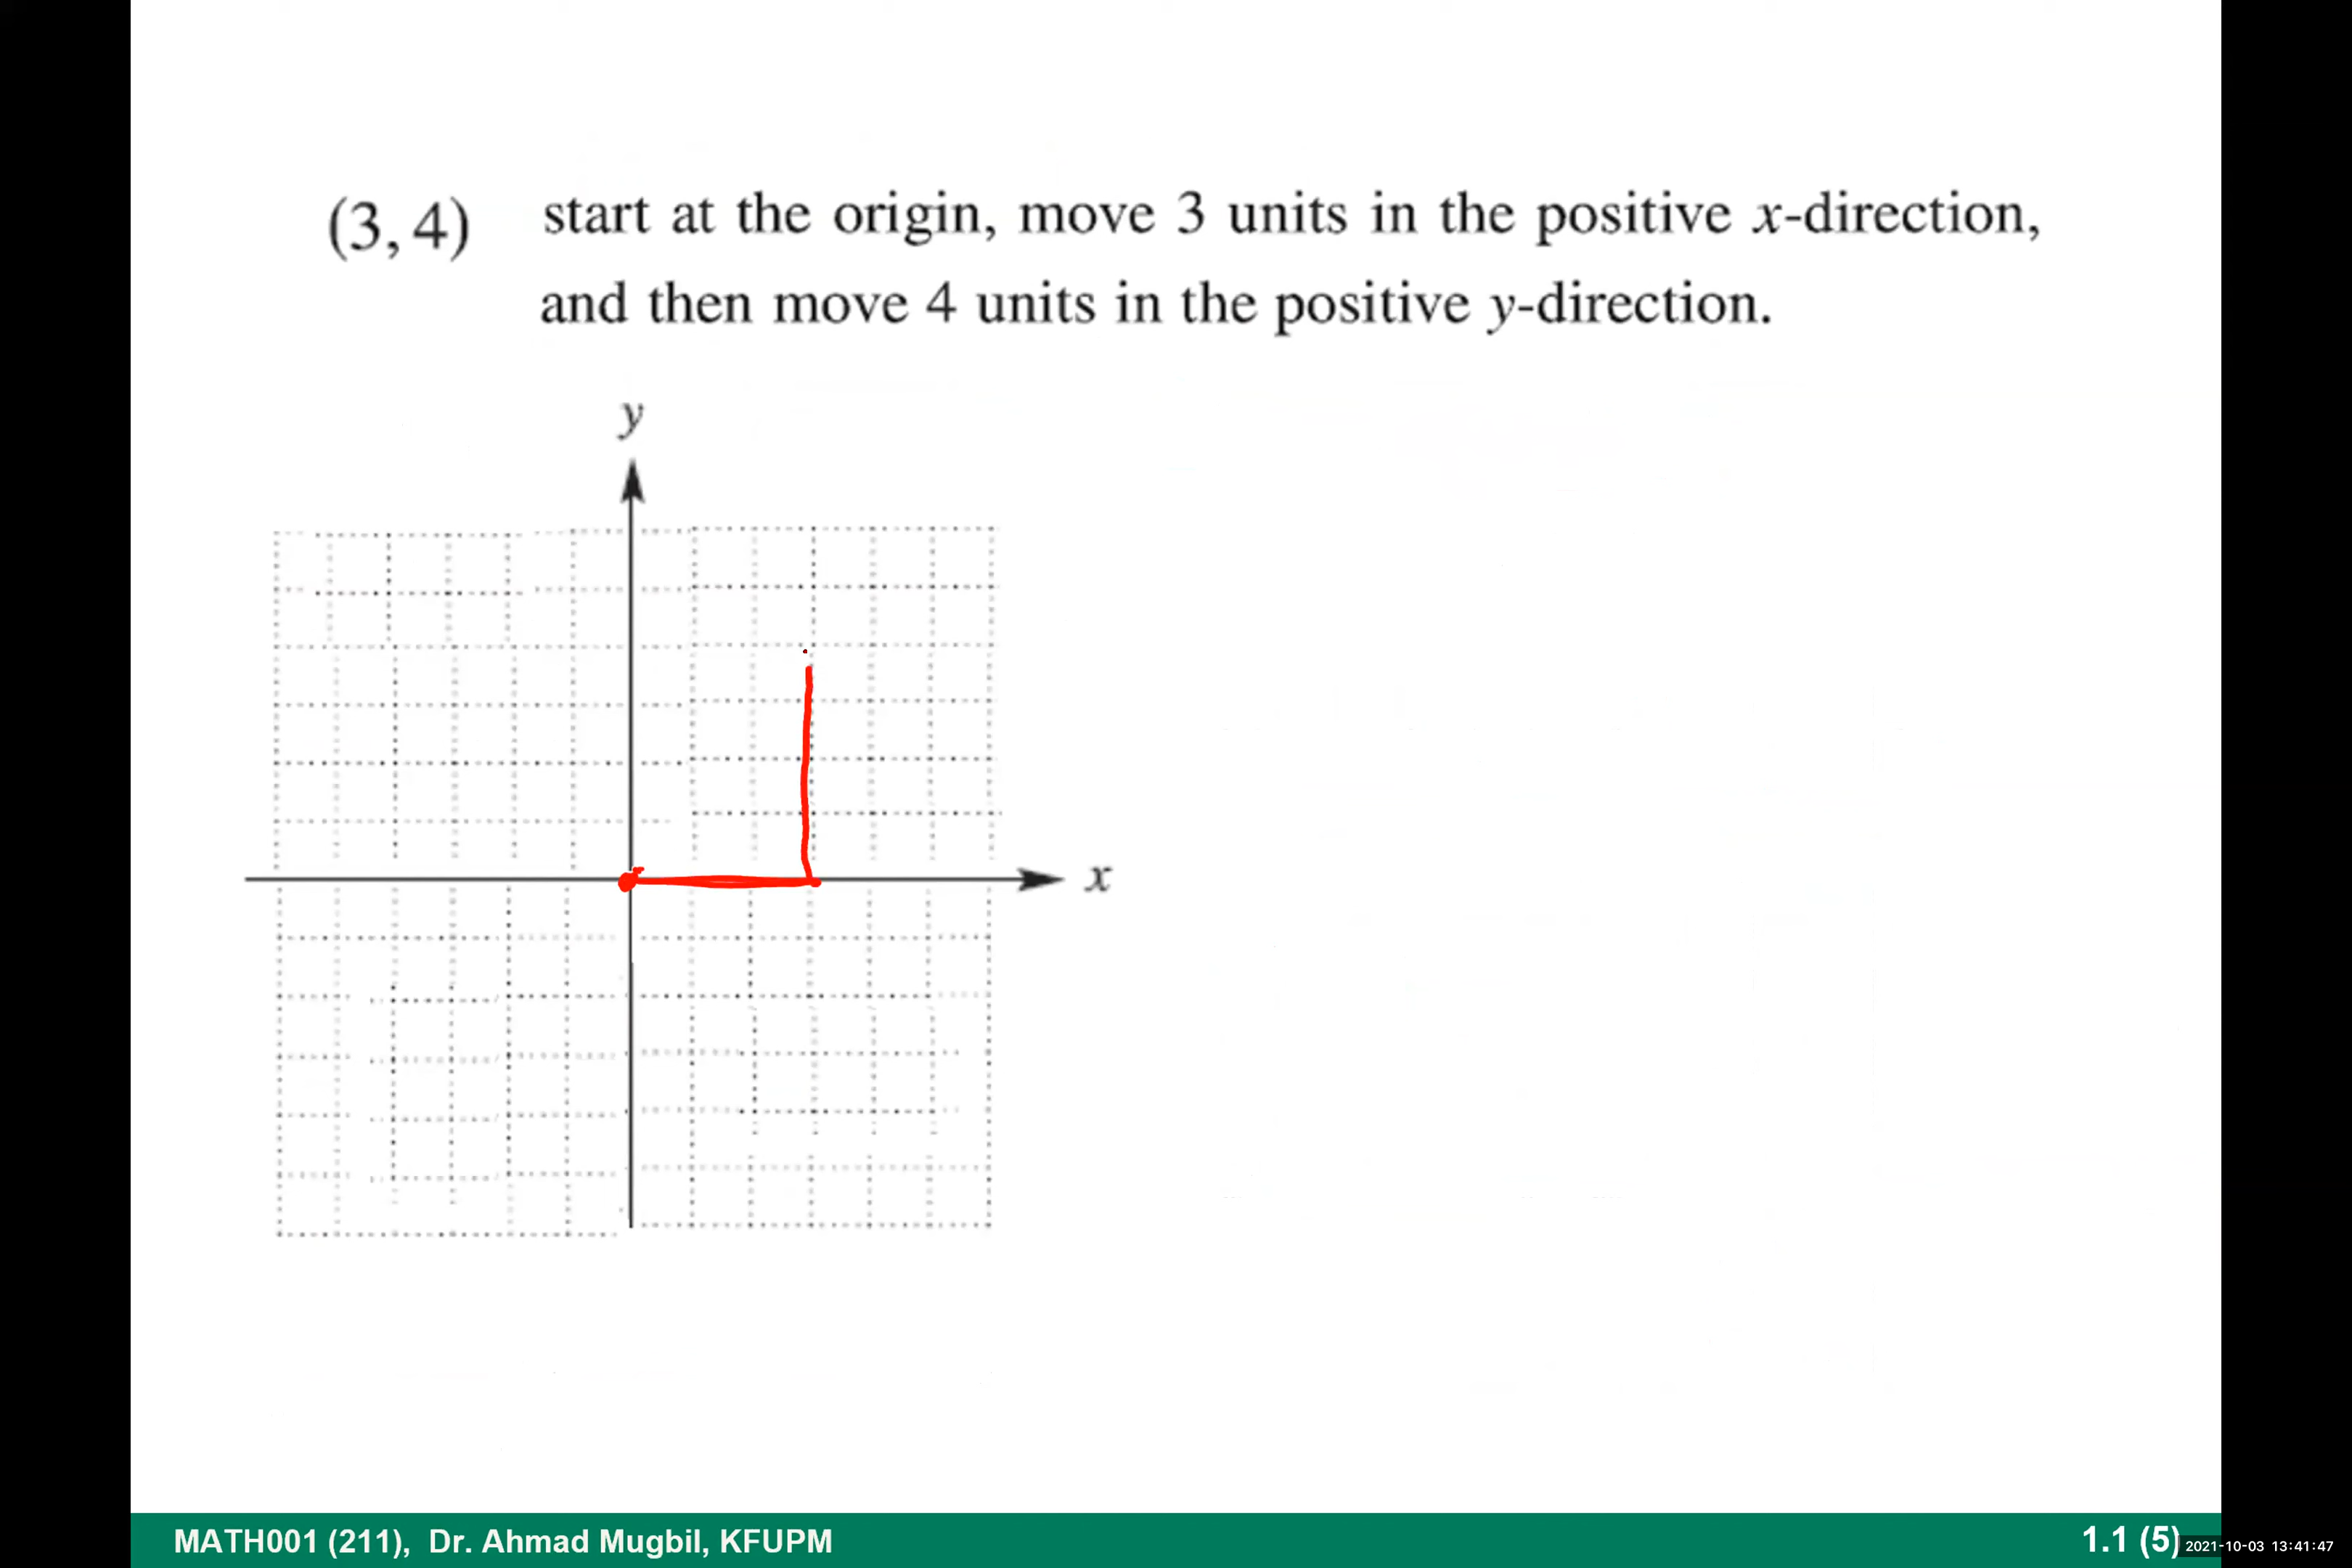 (3, 4) start at the origin, move 3 units in the positive x-direction,
and then move 4 units in the positive y-direction.
y
x
MATH001 (211), Dr. Ahmad Mugbil, KFUPM
1.1 (5)
2021-10-03 13:41:47